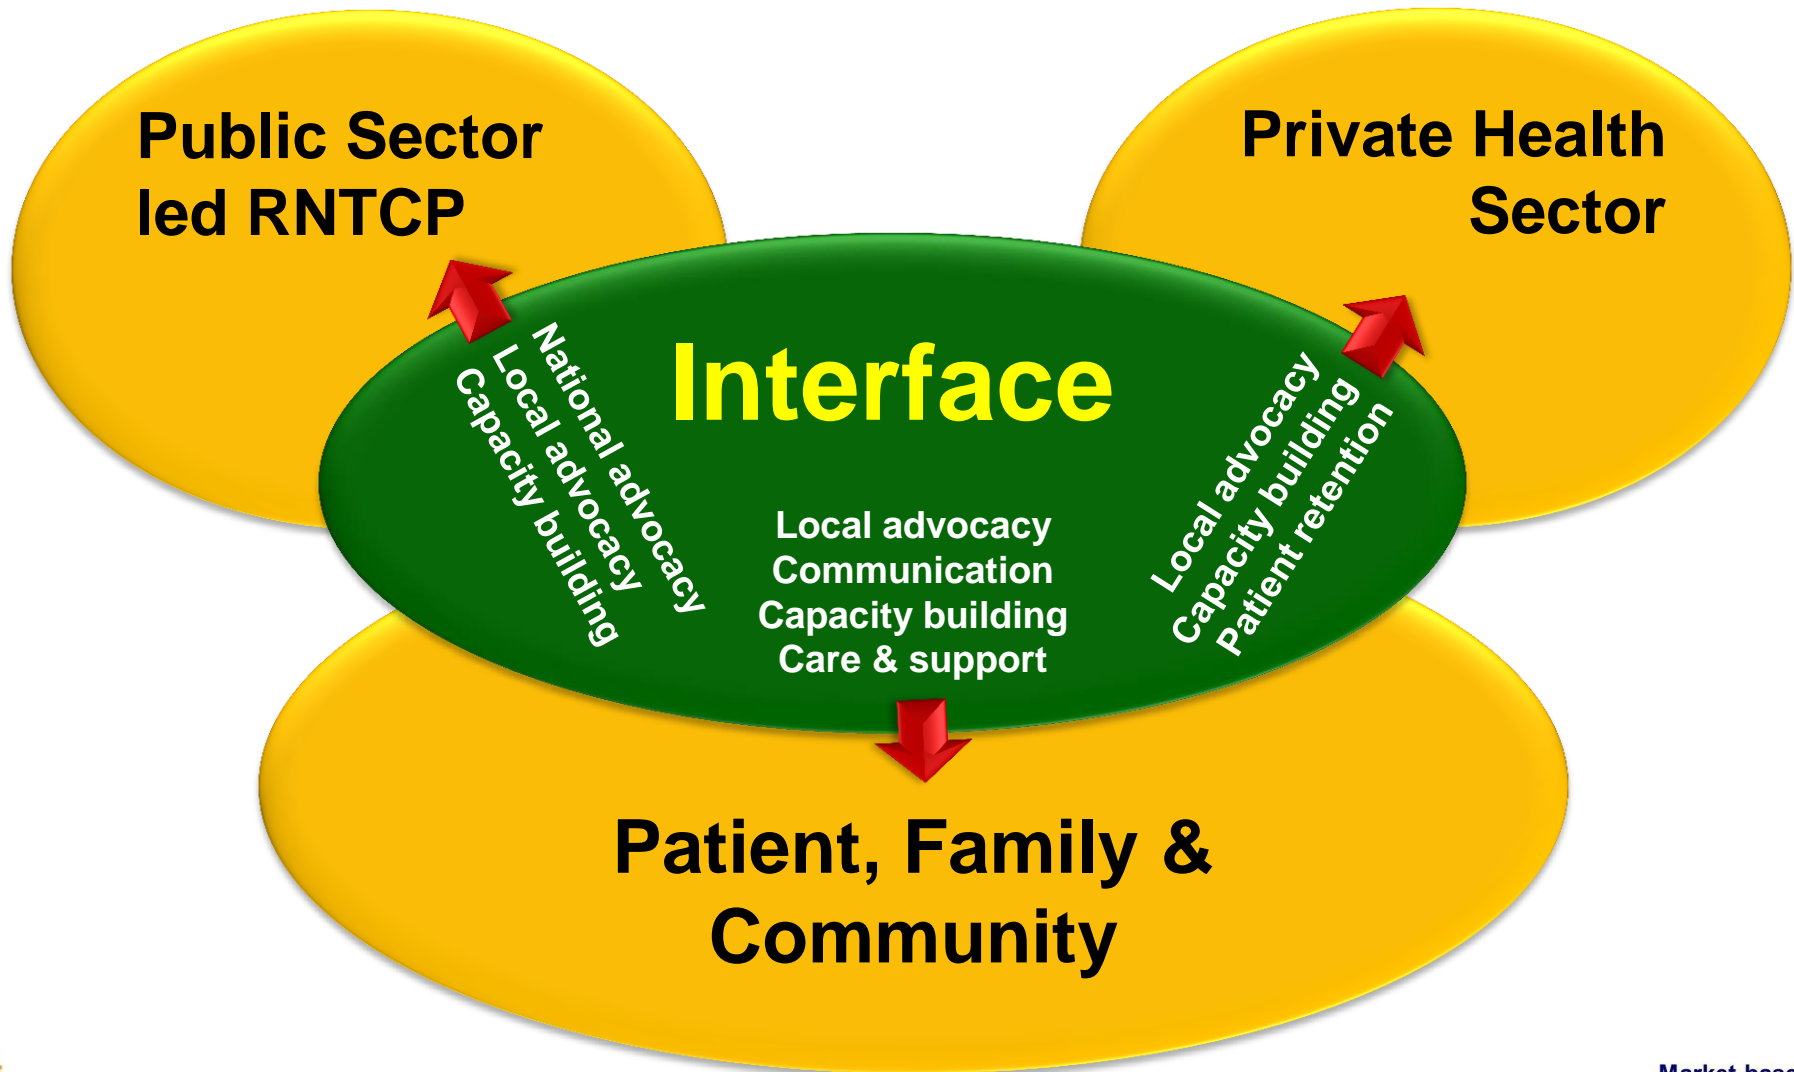 Public Sector
led RNTCP
Private Health
Sector
Interface
National advocacy
Local advocacy
Capacity building
Local advocacy
Communication
Capacity building
Care & support
Local advocacy
Capacity building
Patient retention
Patient, Family &
Community